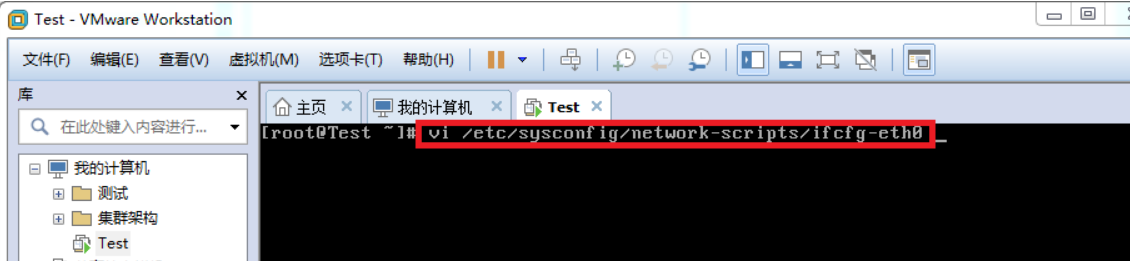 Test - VMware Workstation
文件(F) 编辑(E) 查看(V) 虚拟机(M) 选项卡(T) 帮助(H)
库
主页 我的计算机 Test
在此处键入内容进行...
[root@Test ~]# vi /etc/sysconfig/network-scripts/ifcfg-eth0 _
我的计算机
测试
集群架构
Test